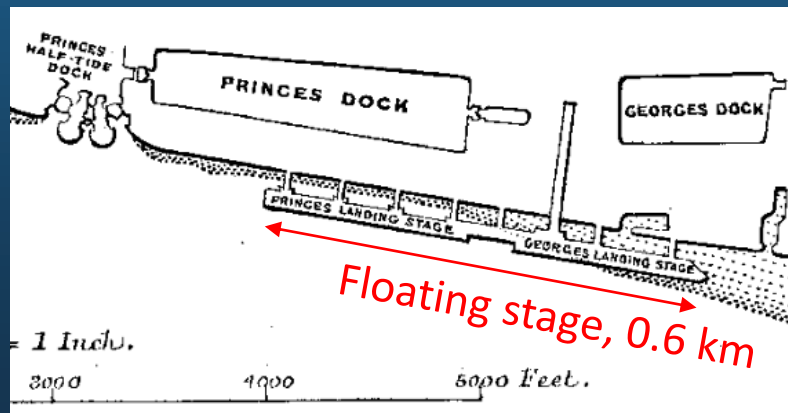 PRINCES
HALF-TIDE
DOCK
PRINCES DOCK
GEORGES DOCK
PRINCES LANDING STAGE
GEORGES LANDING STAGE
Floating stage, 0.6 km
= 1 Inch.
3000 4000 5000 Feet.